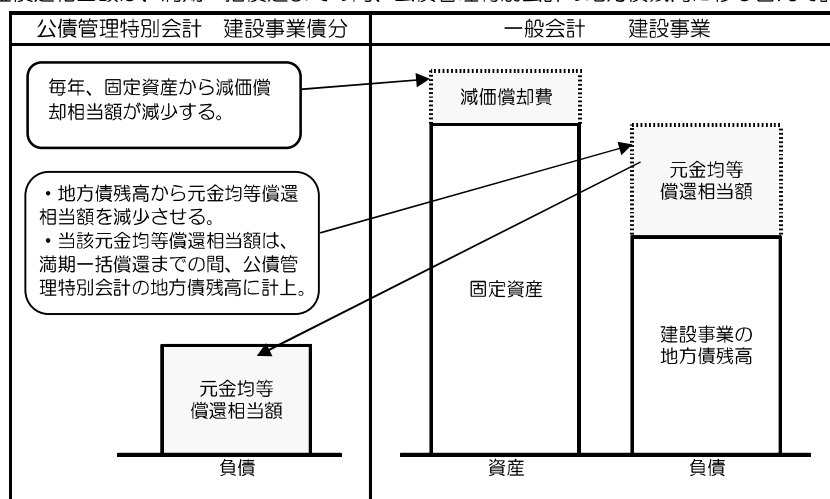 公債管理特別会計　建設事業債分
一般会計　　建設事業
毎年、固定資産から減価償
却相当額が減少する。
減価償却費
元金均等
償還相当額
・地方債残高から元金均等償還
相当額を減少させる。
・当該元金均等償還相当額は、
満期一括償還までの間、公債管
理特別会計の地方債残高に計上。
固定資産
建設事業の
地方債残高
元金均等
償還相当額
負債
資産
負債